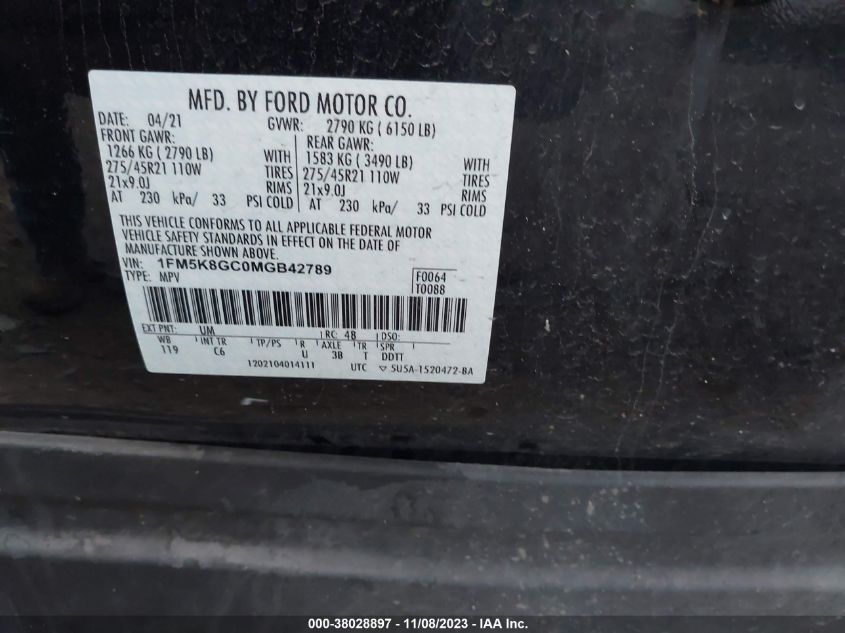 MFD. BY FORD MOTOR CO.
DATE: 04/21 GVWR: 2790 KG ( 6150 LB)
FRONT GAWR: REAR GAWR:
1266 KG ( 2790 LB) WITH 1583 KG ( 3490 LB) WITH
275/45R21 110W TIRES 275/45R21 110W TIRES
21x9.0J RIMS 21x9.0J RIMS
AT 230 kPa/ 33 PSI COLD AT 230 kPa/ 33 PSI COLD
THIS VEHICLE CONFORMS TO ALL APPLICABLE FEDERAL MOTOR
VEHICLE SAFETY STANDARDS IN EFFECT ON THE DATE OF
MANUFACTURE SHOWN ABOVE.
VIN: 1FM5K8GC0MGB42789
TYPE: MPV
F0064
T0088
EXT PNT: UM RC: 48 DSO:
WB INT TR TP/PS R AXLE TR SPR
119 C6 U 3B T DDTT
1202104014111 UTC ▽ SU5A-1520472-BA
000-38028897 - 11/08/2023 - IAA Inc.